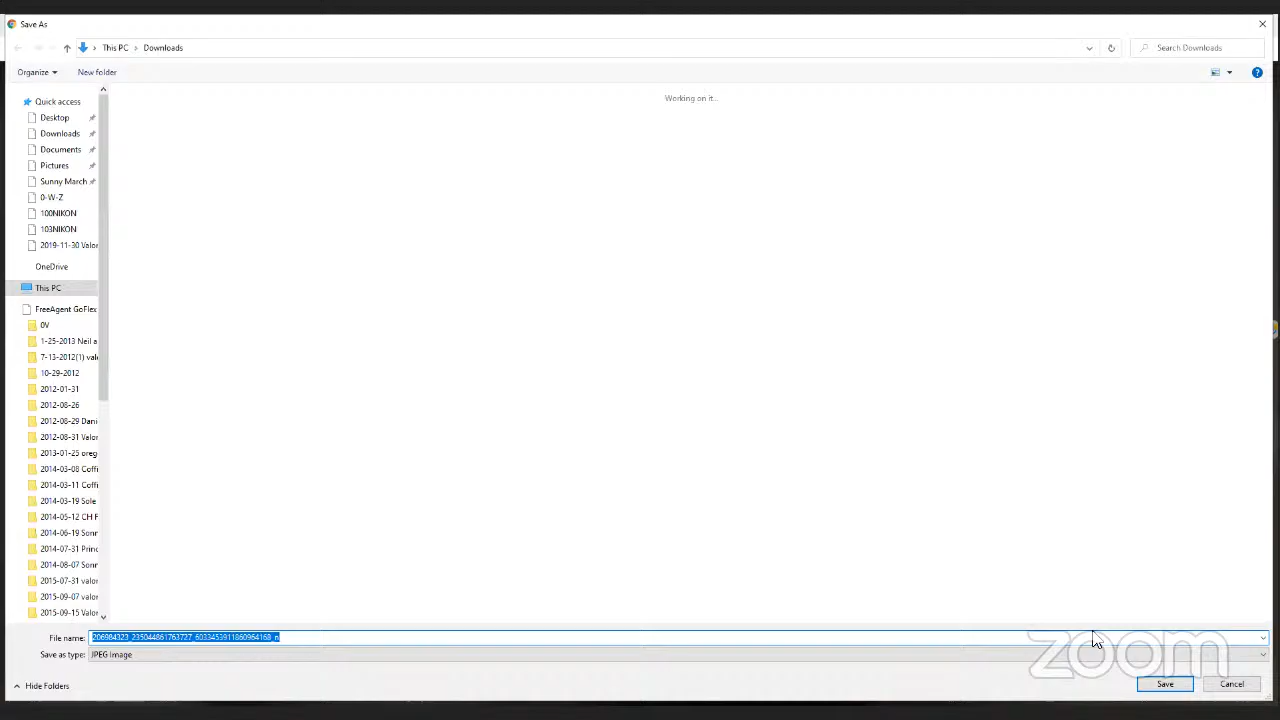 Save As
This PC
Downloads
Search Downloads
Organize
New folder
Working on it...
Quick access
Desktop
Downloads
Documents
Pictures
Sunny March
0-W-Z
100NIKON
103NIKON
2019-11-30 Valor
OneDrive
This PC
FreeAgent GoFlex
0V
1-25-2013 Neil a
7-13-2012(1) valo
10-29-2012
2012-01-31
2012-08-26
2012-08-29 Dani
2012-08-31 Valor
2013-01-25 oreg
2014-03-08 Coffi
2014-03-11 Coffi
2014-03-19 Sole
2014-05-12 CH F
2014-06-19 Sonr
2014-07-31 Princ
2014-08-07 Sonr
2015-07-31 valor
2015-09-07 valor
2015-09-15 Valor
File name: 206984323_235044861763727_6033453911860964168_n
Save as type: JPEG Image
zoom
Hide Folders
Save
Cancel